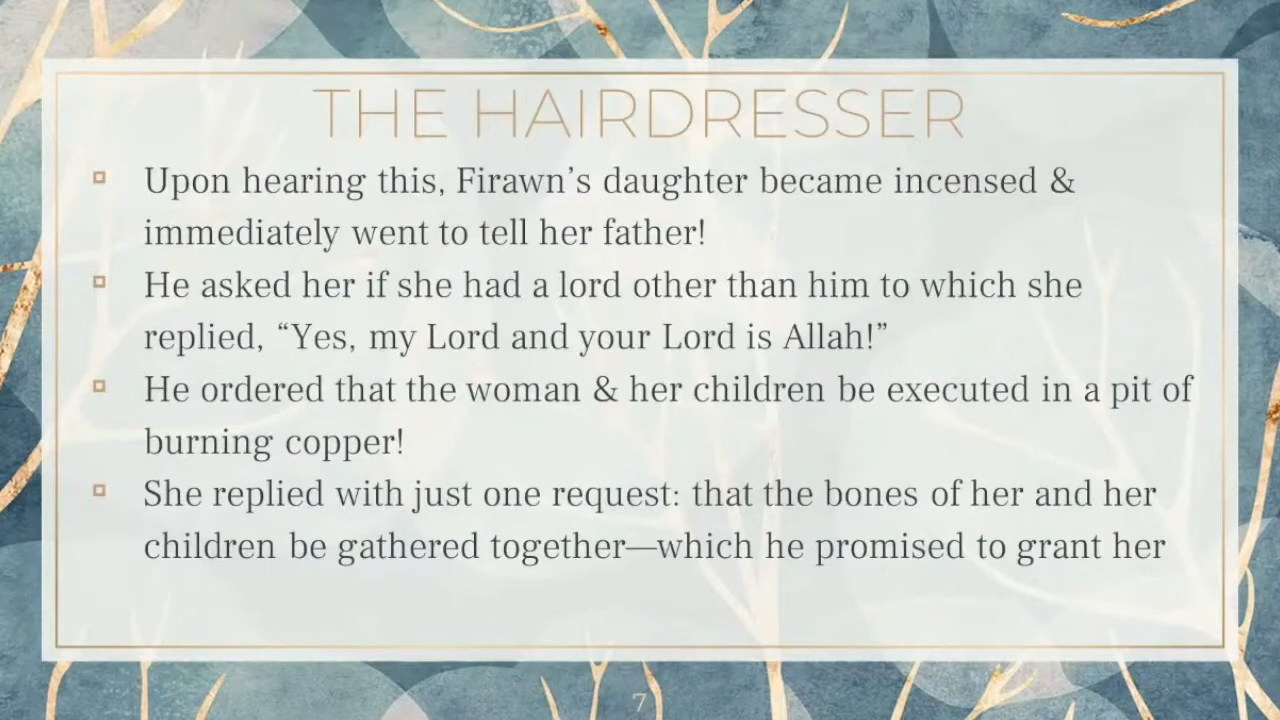 THE HAIRDRESSER
Upon hearing this, Firawn’s daughter became incensed &
immediately went to tell her father!
He asked her if she had a lord other than him to which she
replied, “Yes, my Lord and your Lord is Allah!”
He ordered that the woman & her children be executed in a pit of
burning copper!
She replied with just one request: that the bones of her and her
children be gathered together—which he promised to grant her
7